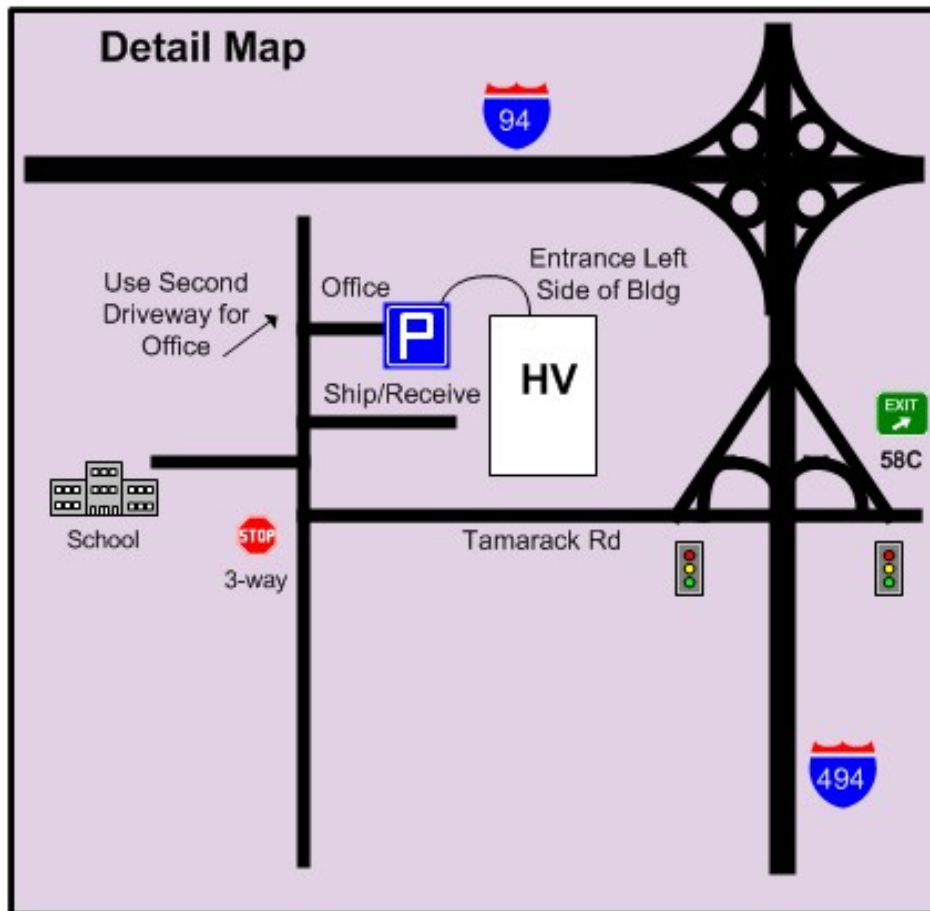 Detail Map
94
Use Second
Driveway for
Office
Office
P
Entrance Left
Side of Bldg
HV
Ship/Receive
EXIT
58C
School
STOP
3-way
Tamarack Rd
494